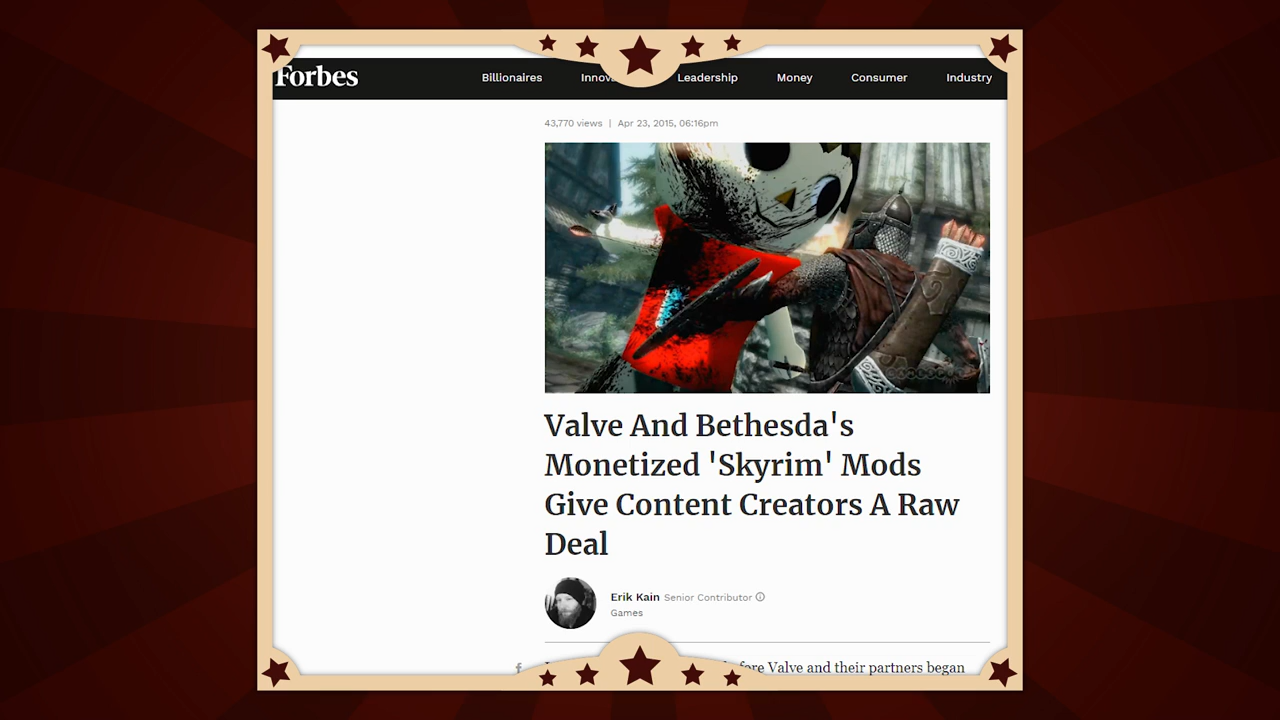 Forbes
Billionaires Leadership Money Consumer Industry
43,770 views | Apr 23, 2015, 06:16pm
Valve And Bethesda's
Monetized 'Skyrim' Mods
Give Content Creators A Raw
Deal
Erik Kain Senior Contributor
Games
Valve and their partners began